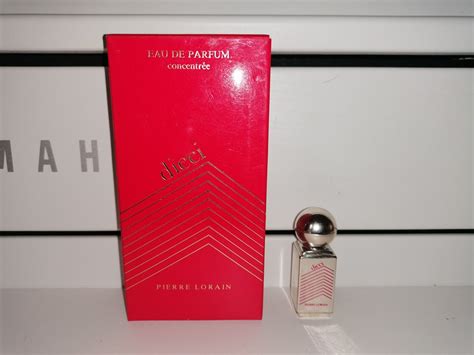 EAU DE PARFUM
concentrée
dieci
PIERRE LORAIN
MAH
dieci
PIERRE LORAIN